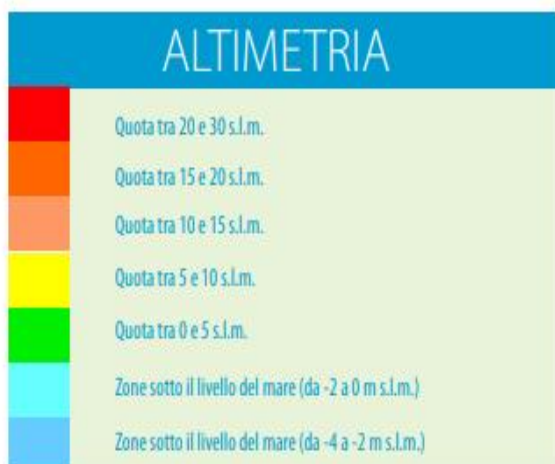 ALTIMETRIA
Quota tra 20 e 30 s.l.m.
Quota tra 15 e 20 s.l.m.
Quota tra 10 e 15 s.l.m.
Quota tra 5 e 10 s.l.m.
Quota tra 0 e 5 s.l.m.
Zone sotto il livello del mare (da -2 a 0 m s.l.m.)
Zone sotto il livello del mare (da -4 a -2 m s.l.m.)